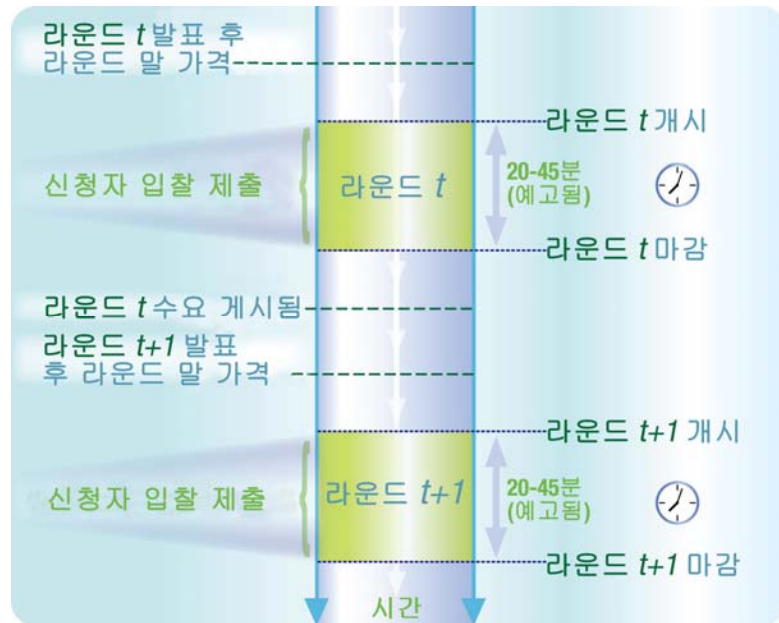 라운드 t 발표 후
라운드 말 가격
라운드 t 개시
신청자 입찰 제출
라운드 t
20-45분
(예고됨)
라운드 t 마감
라운드 t 수요 게시됨
라운드 t+1 발표
후 라운드 말 가격
라운드 t+1 개시
신청자 입찰 제출
라운드 t+1
20-45분
(예고됨)
라운드 t+1 마감
시간